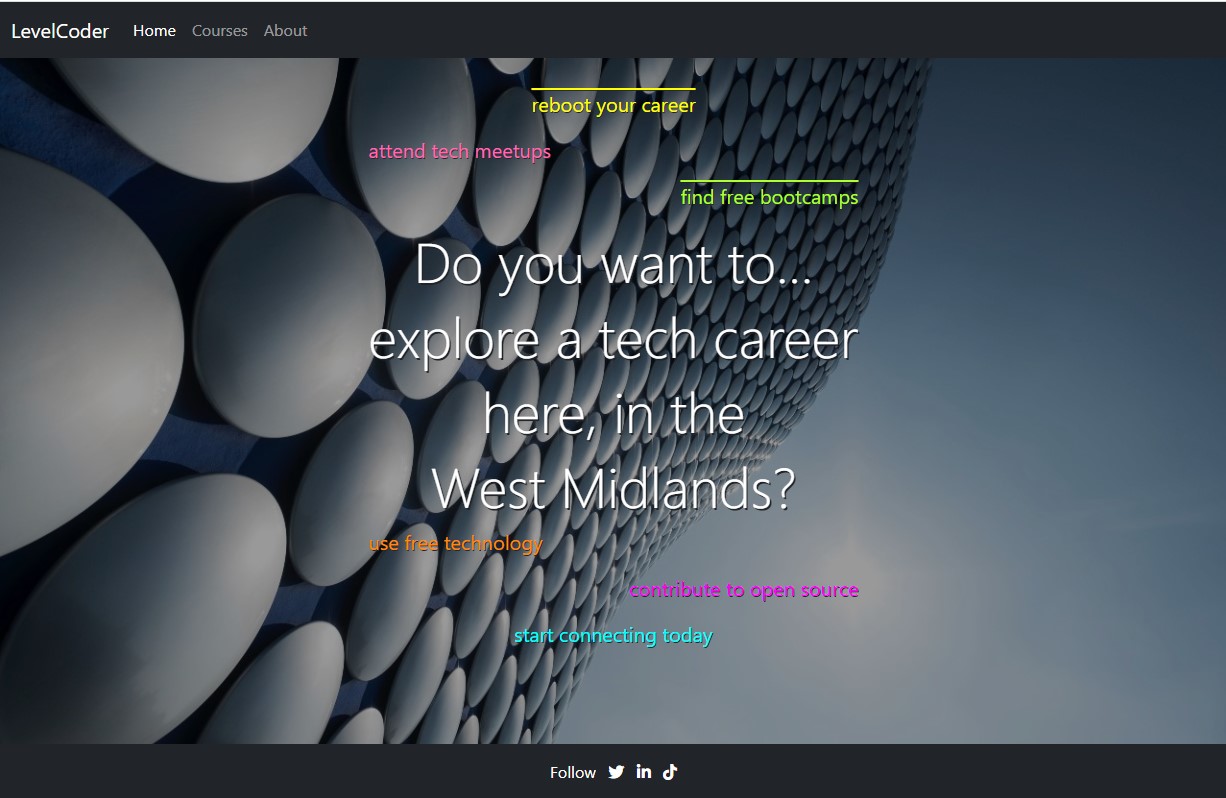 LevelCoder Home Courses About
reboot your career
attend tech meetups
find free bootcamps
Do you want to...
explore a tech career
here, in the
West Midlands?
use free technology
contribute to open source
start connecting today
Follow